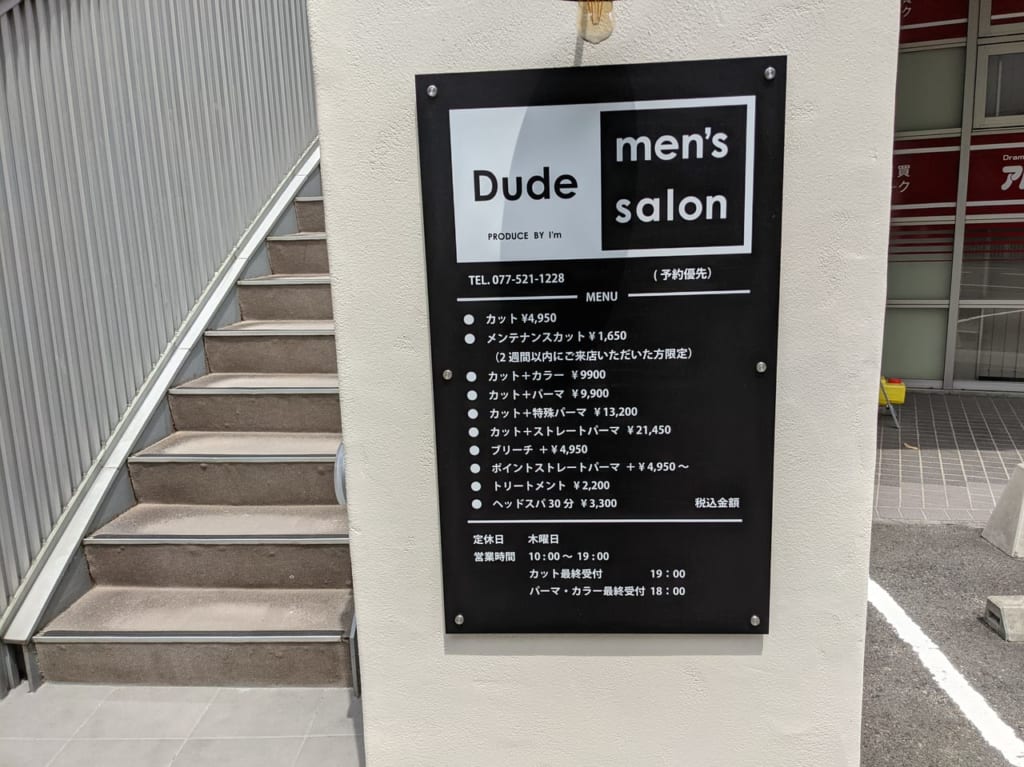 Dude
PRODUCE BY I'm
men's
salon
TEL. 077-521-1228 (予約優先)
MENU
● カット ¥4,950
● メンテナンスカット ¥1,650
(2週間以内にご来店いただいた方限定)
● カット+カラー ¥9900
● カット+パーマ ¥9,900
● カット+特殊パーマ ¥13,200
● カット+ストレートパーマ ¥21,450
● ブリーチ +¥4,950
● ポイントストレートパーマ +¥4,950〜
● トリートメント ¥2,200
● ヘッドスパ30分 ¥3,300 税込金額
定休日 木曜日
営業時間 10:00〜 19:00
カット最終受付 19:00
パーマ・カラー最終受付 18:00
ク
買
ク
Dram